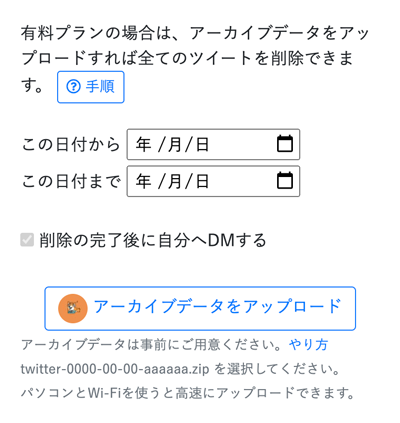 有料プランの場合は、アーカイブデータをアッ
プロードすれば全てのツイートを削除できま
す。 ? 手順
この日付から 年 /月/日
この日付まで 年 /月/日
削除の完了後に自分へDMする
アーカイブデータをアップロード
アーカイブデータは事前にご用意ください。やり方
twitter-0000-00-00-aaaaaa.zip を選択してください。
パソコンとWi-Fiを使うと高速にアップロードできます。